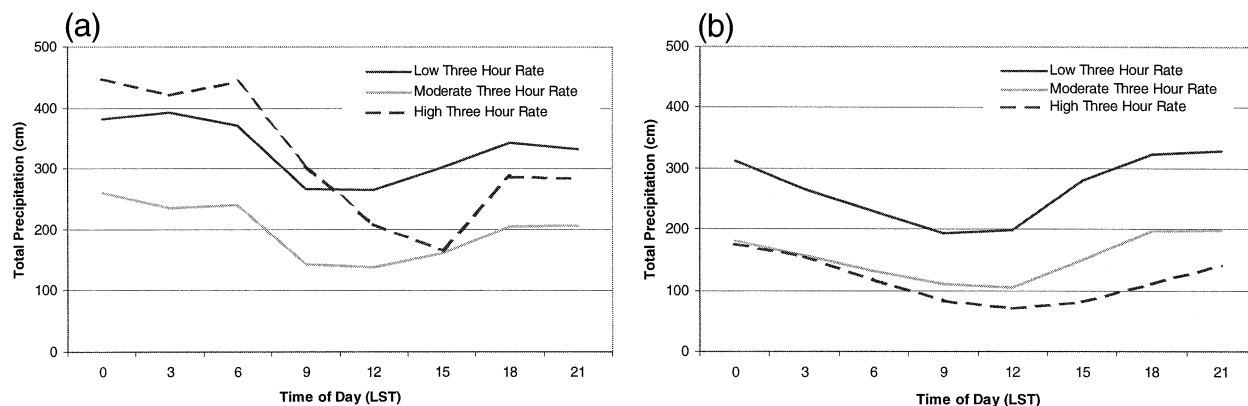 (a)
500
400
300
200
100
0
Total Precipitation (cm)
Low Three Hour Rate
Moderate Three Hour Rate
High Three Hour Rate
0 3 6 9 12 15 18 21
Time of Day (LST)
(b)
500
400
300
200
100
0
Total Precipitation (cm)
Low Three Hour Rate
Moderate Three Hour Rate
High Three Hour Rate
0 3 6 9 12 15 18 21
Time of Day (LST)